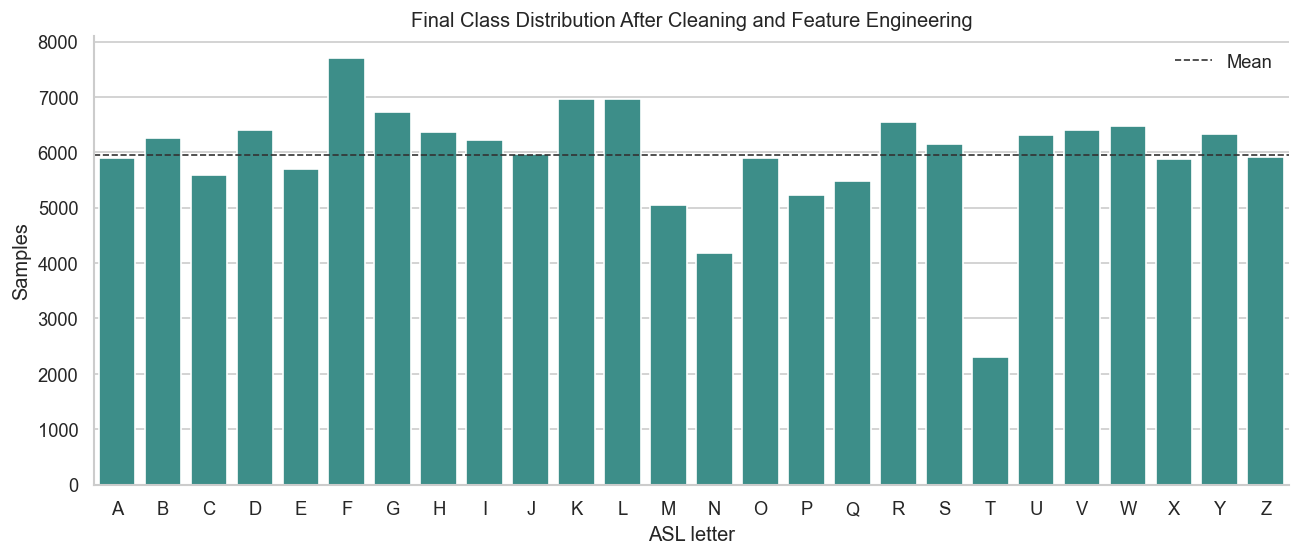 Final Class Distribution After Cleaning and Feature Engineering
Mean
8000
7000
6000
5000
4000
3000
2000
1000
0
Samples
A B C D E F G H I J K L M N O P Q R S T U V W X Y Z
ASL letter